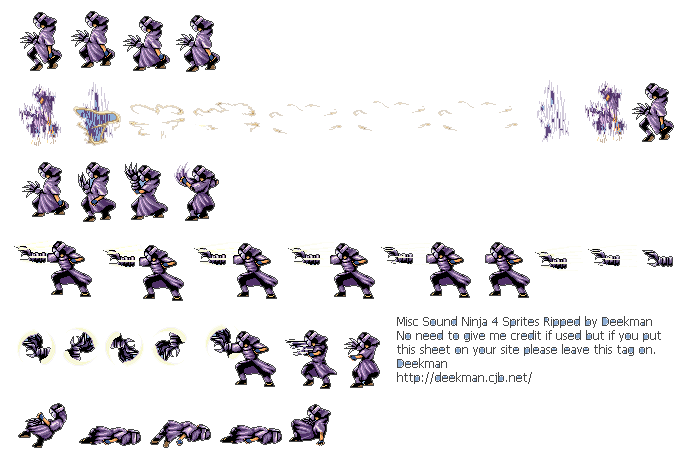 Misc Sound Ninja 4 Sprites Ripped by Deekman
No need to give me credit if used but if you put
this sheet on your site please leave this tag on.
Deekman
http://deekman.cjb.net/